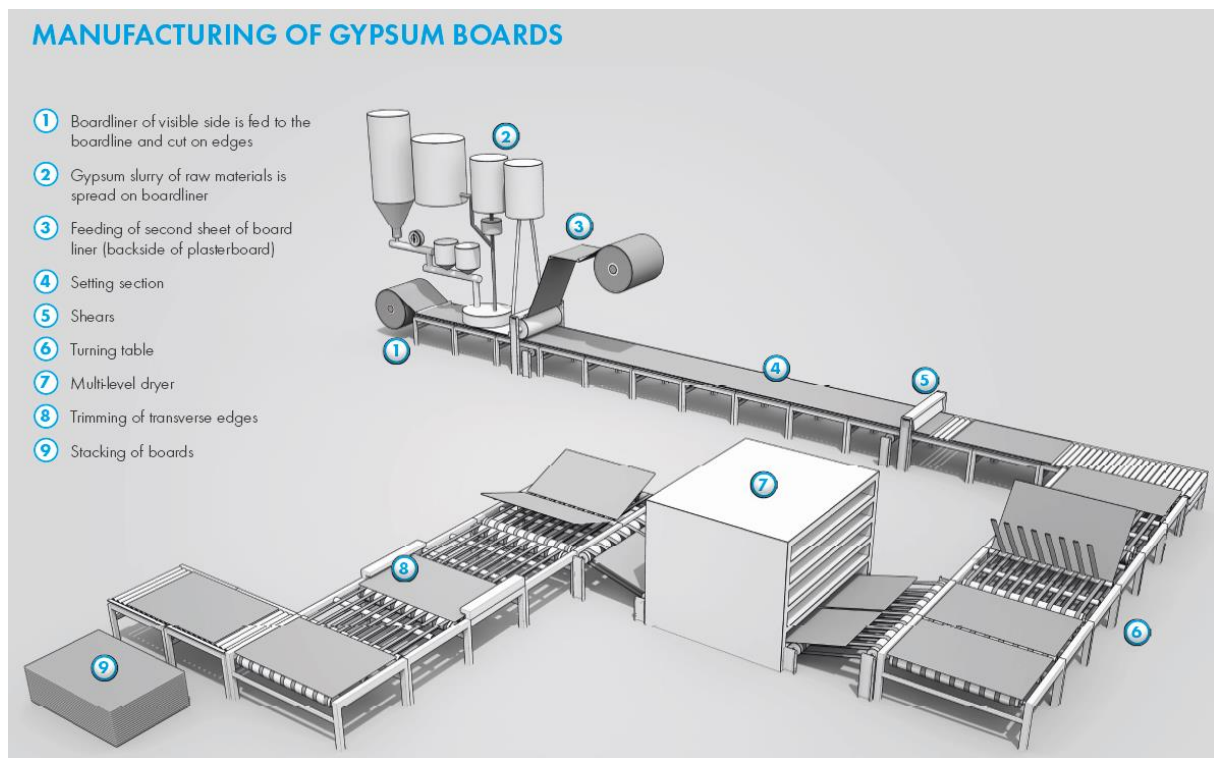 MANUFACTURING OF GYPSUM BOARDS
1 Boardliner of visible side is fed to the
boardline and cut on edges
2 Gypsum slurry of raw materials is
spread on boardliner
3 Feeding of second sheet of board
liner (backside of plasterboard)
4 Setting section
5 Shears
6 Turning table
7 Multi-level dryer
8 Trimming of transverse edges
9 Stacking of boards
2
3
1
4
5
7
8
6
9